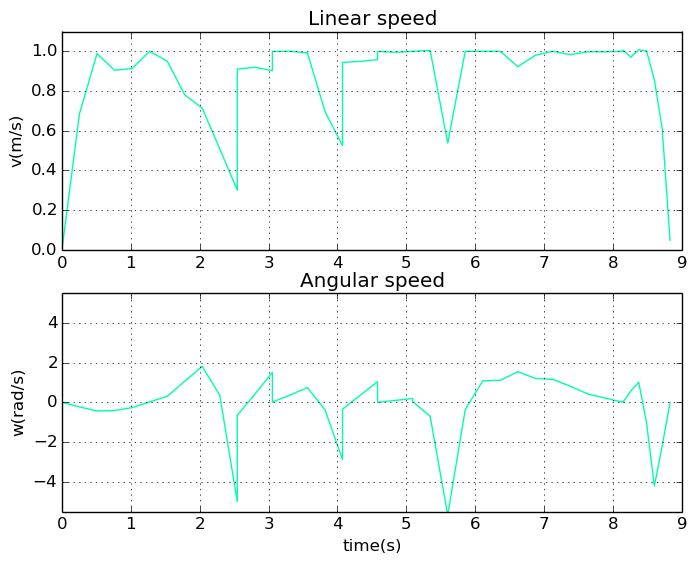 Linear speed
v(m/s)
1.0
0.8
0.6
0.4
0.2
0.0
0 1 2 3 4 5 6 7 8 9
Angular speed
w(rad/s)
4
2
0
−2
−4
0 1 2 3 4 5 6 7 8 9
time(s)